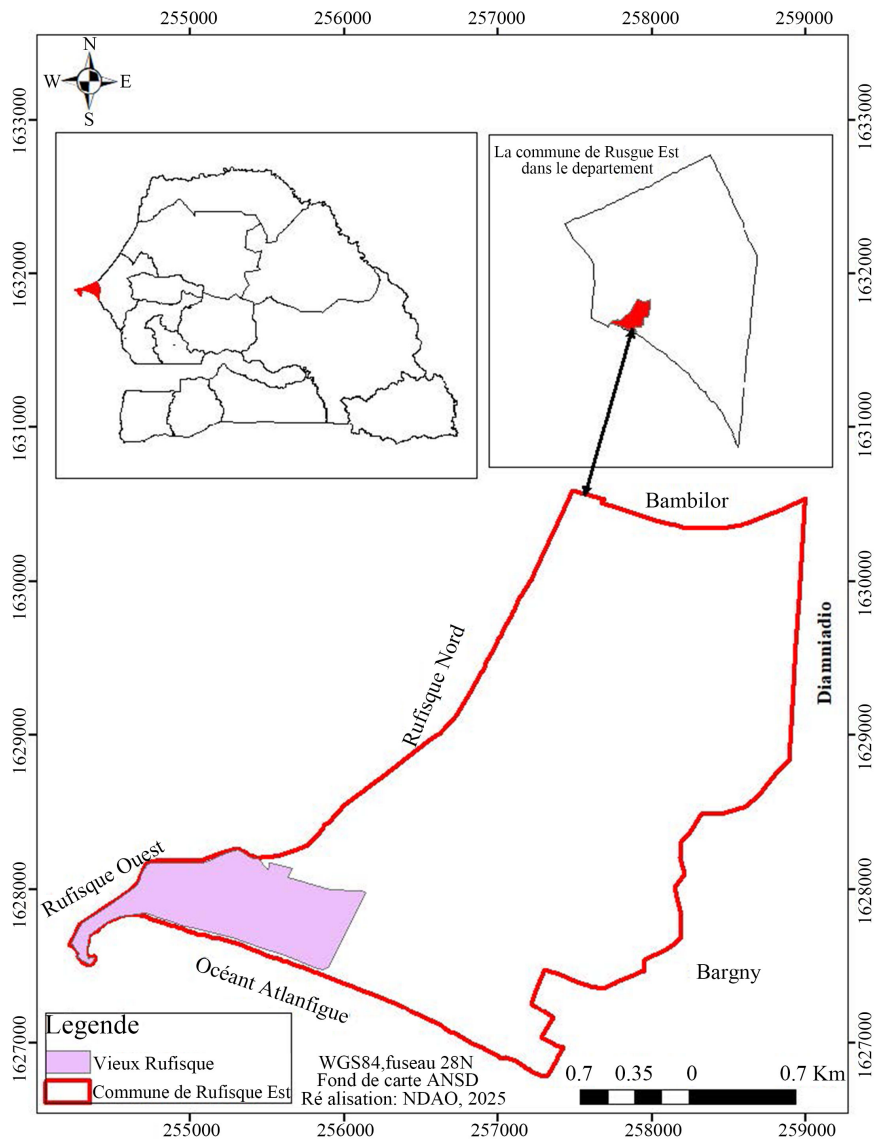 255000 256000 257000 258000 259000
N
W E
S
1633000 1633000
La commune de Rusgue Est
dans le departement
1632000 1632000
1631000 1631000
Bambilor
1630000 1630000
Diamniadio
Rufisque Nord
1629000 1629000
Rufisque Ouest
1628000 1628000
Océant Atlanfigue
Bargny
1627000 1627000
Legende
Vieux Rufisque
Commune de Rufisque Est
WGS84,fuseau 28N
Fond de carte ANSD
Ré alisation: NDAO, 2025
0.7 0.35 0 0.7 Km
255000 256000 257000 258000 259000